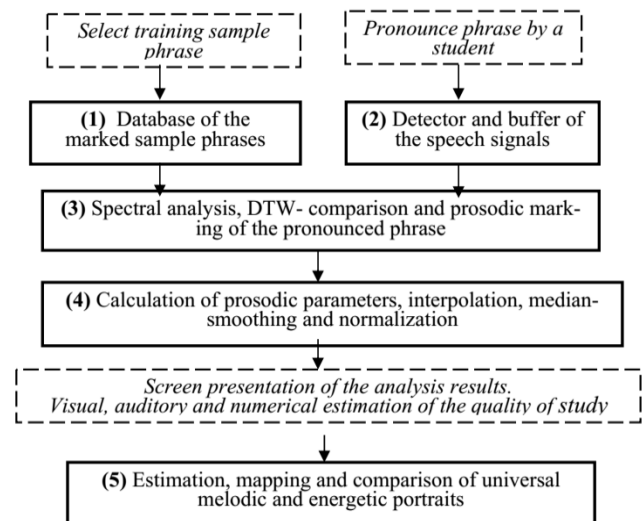 Select training sample
phrase
Pronounce phrase by a
student
(1) Database of the
marked sample phrases
(2) Detector and buffer of
the speech signals
(3) Spectral analysis, DTW- comparison and prosodic mark-
ing of the pronounced phrase
(4) Calculation of prosodic parameters, interpolation, median-
smoothing and normalization
Screen presentation of the analysis results.
Visual, auditory and numerical estimation of the quality of study
(5) Estimation, mapping and comparison of universal
melodic and energetic portraits